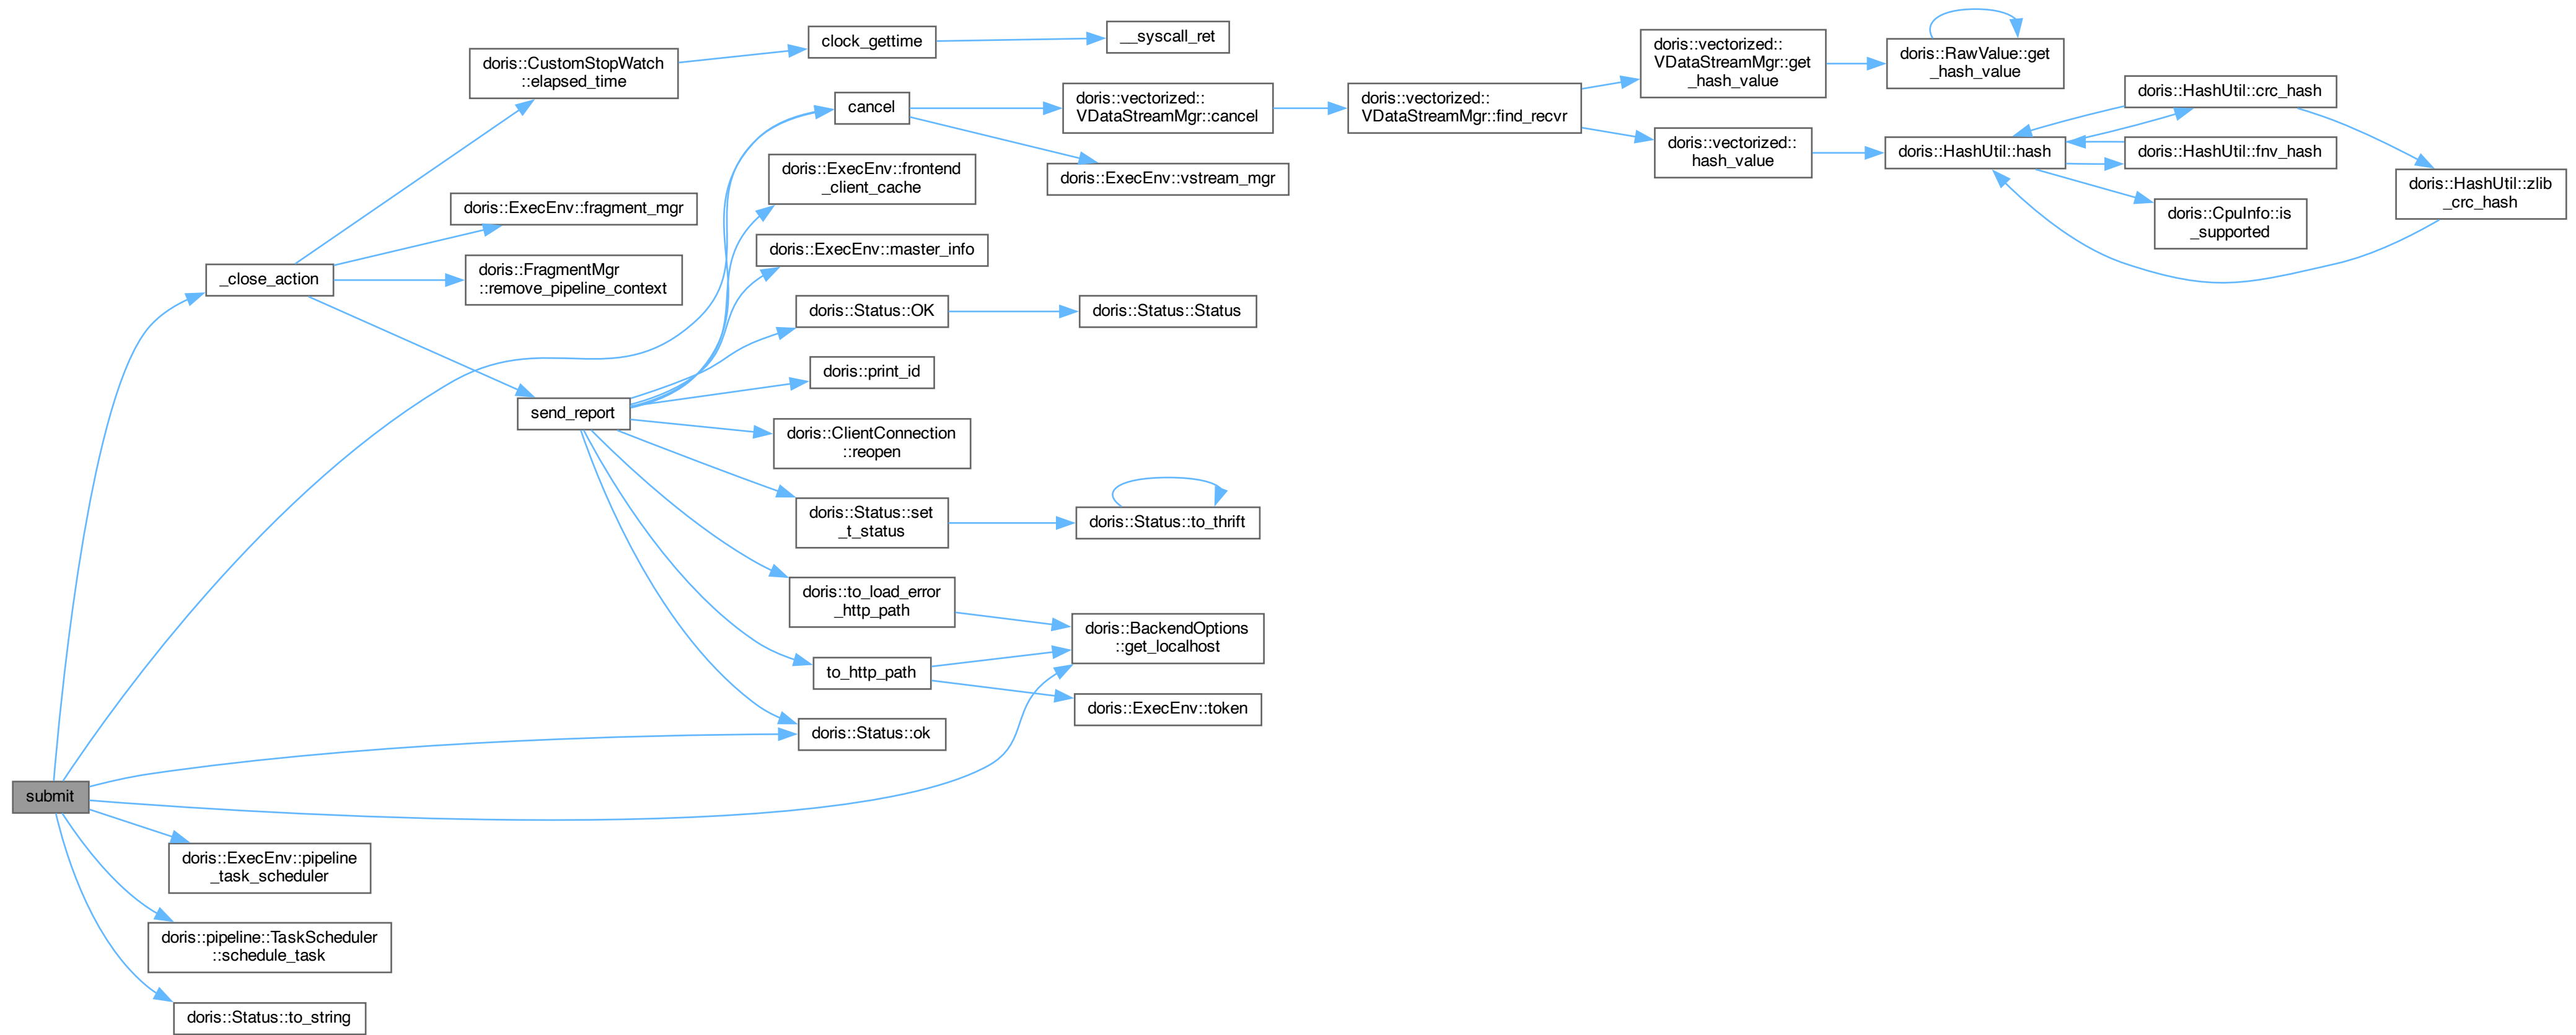 submit
_close_action
doris::CustomStopWatch
::elapsed_time
clock_gettime
__syscall_ret
doris::ExecEnv::fragment_mgr
doris::FragmentMgr
::remove_pipeline_context
send_report
cancel
doris::vectorized::
VDataStreamMgr::cancel
doris::vectorized::
VDataStreamMgr::find_recvr
doris::vectorized::
VDataStreamMgr::get
_hash_value
doris::RawValue::get
_hash_value
doris::vectorized::
hash_value
doris::HashUtil::hash
doris::HashUtil::crc_hash
doris::HashUtil::fnv_hash
doris::CpuInfo::is
_supported
doris::HashUtil::zlib
_crc_hash
doris::ExecEnv::vstream_mgr
doris::ExecEnv::frontend
_client_cache
doris::ExecEnv::master_info
doris::Status::OK
doris::Status::Status
doris::print_id
doris::ClientConnection
::reopen
doris::Status::set
_t_status
doris::Status::to_thrift
doris::to_load_error
_http_path
doris::BackendOptions
::get_localhost
to_http_path
doris::ExecEnv::token
doris::Status::ok
doris::ExecEnv::pipeline
_task_scheduler
doris::pipeline::TaskScheduler
::schedule_task
doris::Status::to_string